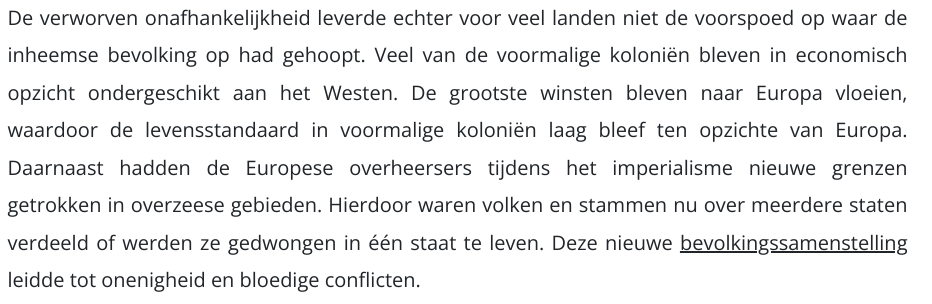 De verworven onafhankelijkheid leverde echter voor veel landen niet de voorspoed op waar de
inheemse bevolking op had gehoopt. Veel van de voormalige koloniën bleven in economisch
opzicht ondergeschikt aan het Westen. De grootste winsten bleven naar Europa vloeien,
waardoor de levensstandaard in voormalige koloniën laag bleef ten opzichte van Europa.
Daarnaast hadden de Europese overheersers tijdens het imperialisme nieuwe grenzen
getrokken in overzeese gebieden. Hierdoor waren volken en stammen nu over meerdere staten
verdeeld of werden ze gedwongen in één staat te leven. Deze nieuwe bevolkingssamenstelling
leidde tot onenigheid en bloedige conflicten.